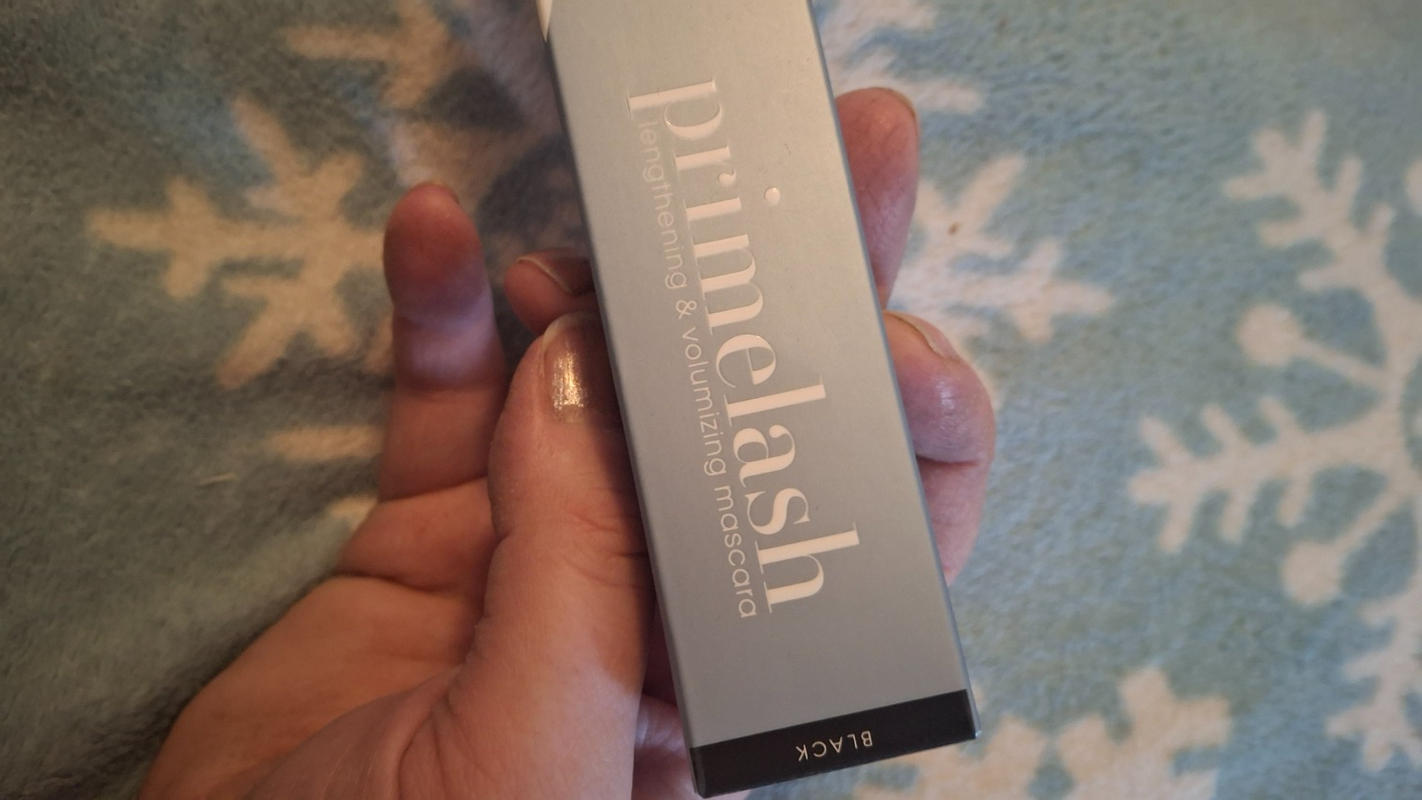 primelash
lengthening & volumizing mascara
BLACK